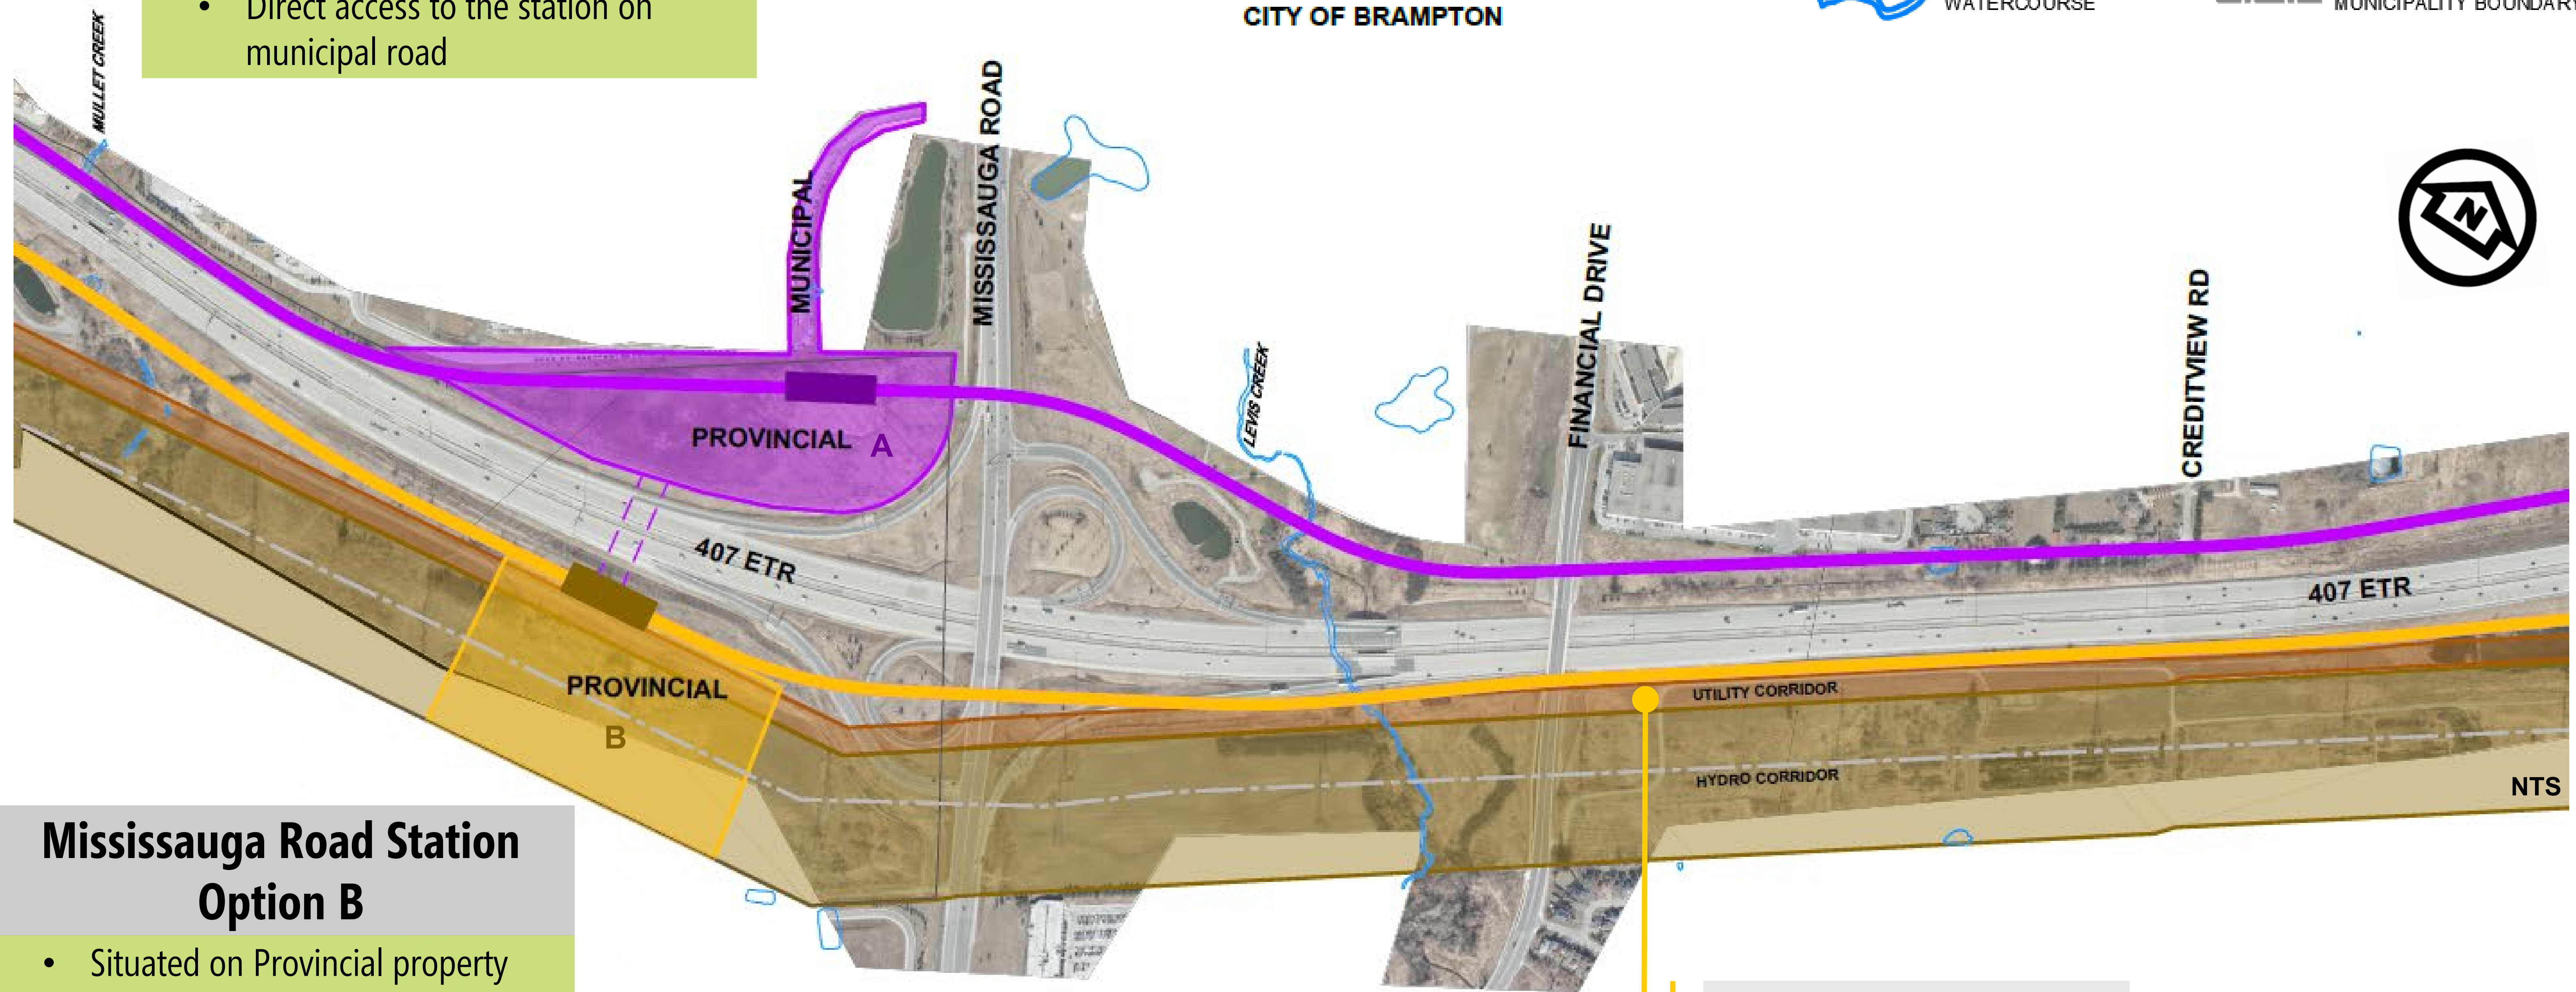 • Direct access to the station on
municipal road
CITY OF BRAMPTON
WATERCOURSE
MUNICIPALITY BOUNDARY
MULLET CREEK
MISSISSAUGA ROAD
MUNICIPAL
N
FINANCIAL DRIVE
CREDITVIEW RD
LEVIS CREEK
PROVINCIAL A
407 ETR
407 ETR
PROVINCIAL
B
UTILITY CORRIDOR
HYDRO CORRIDOR
NTS
Mississauga Road Station
Option B
• Situated on Provincial property